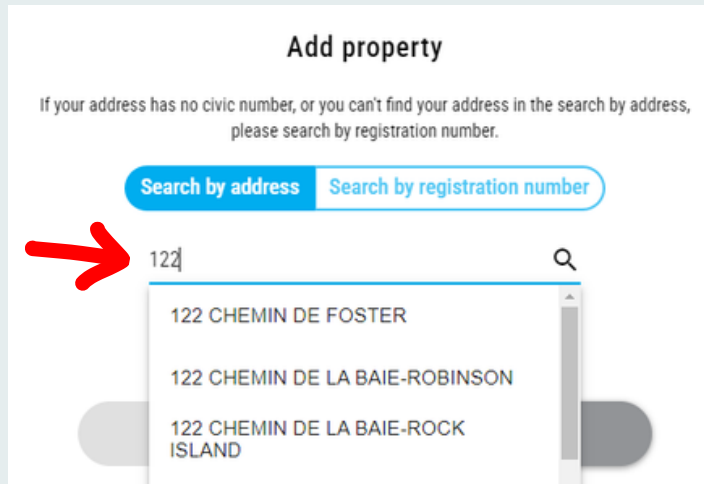 Add property
If your address has no civic number, or you can't find your address in the search by address,
please search by registration number.
Search by address
Search by registration number
122
122 CHEMIN DE FOSTER
122 CHEMIN DE LA BAIE-ROBINSON
122 CHEMIN DE LA BAIE-ROCK
ISLAND